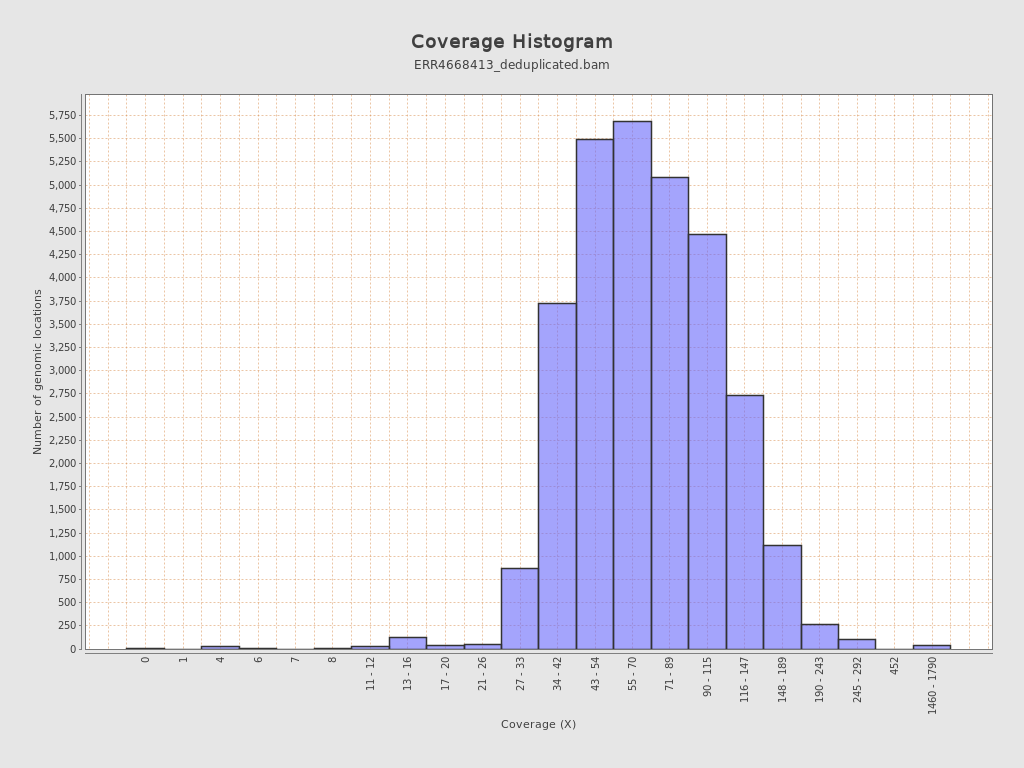 Coverage Histogram
ERR4668413_deduplicated.bam
Number of genomic locations
5,750
5,500
5,250
5,000
4,750
4,500
4,250
4,000
3,750
3,500
3,250
3,000
2,750
2,500
2,250
2,000
1,750
1,500
1,250
1,000
750
500
250
0
0
1
4
6
7
8
11 - 12
13 - 16
17 - 20
21 - 26
27 - 33
34 - 42
43 - 54
55 - 70
71 - 89
90 - 115
116 - 147
148 - 189
190 - 243
245 - 292
452
1460 - 1790
Coverage (X)